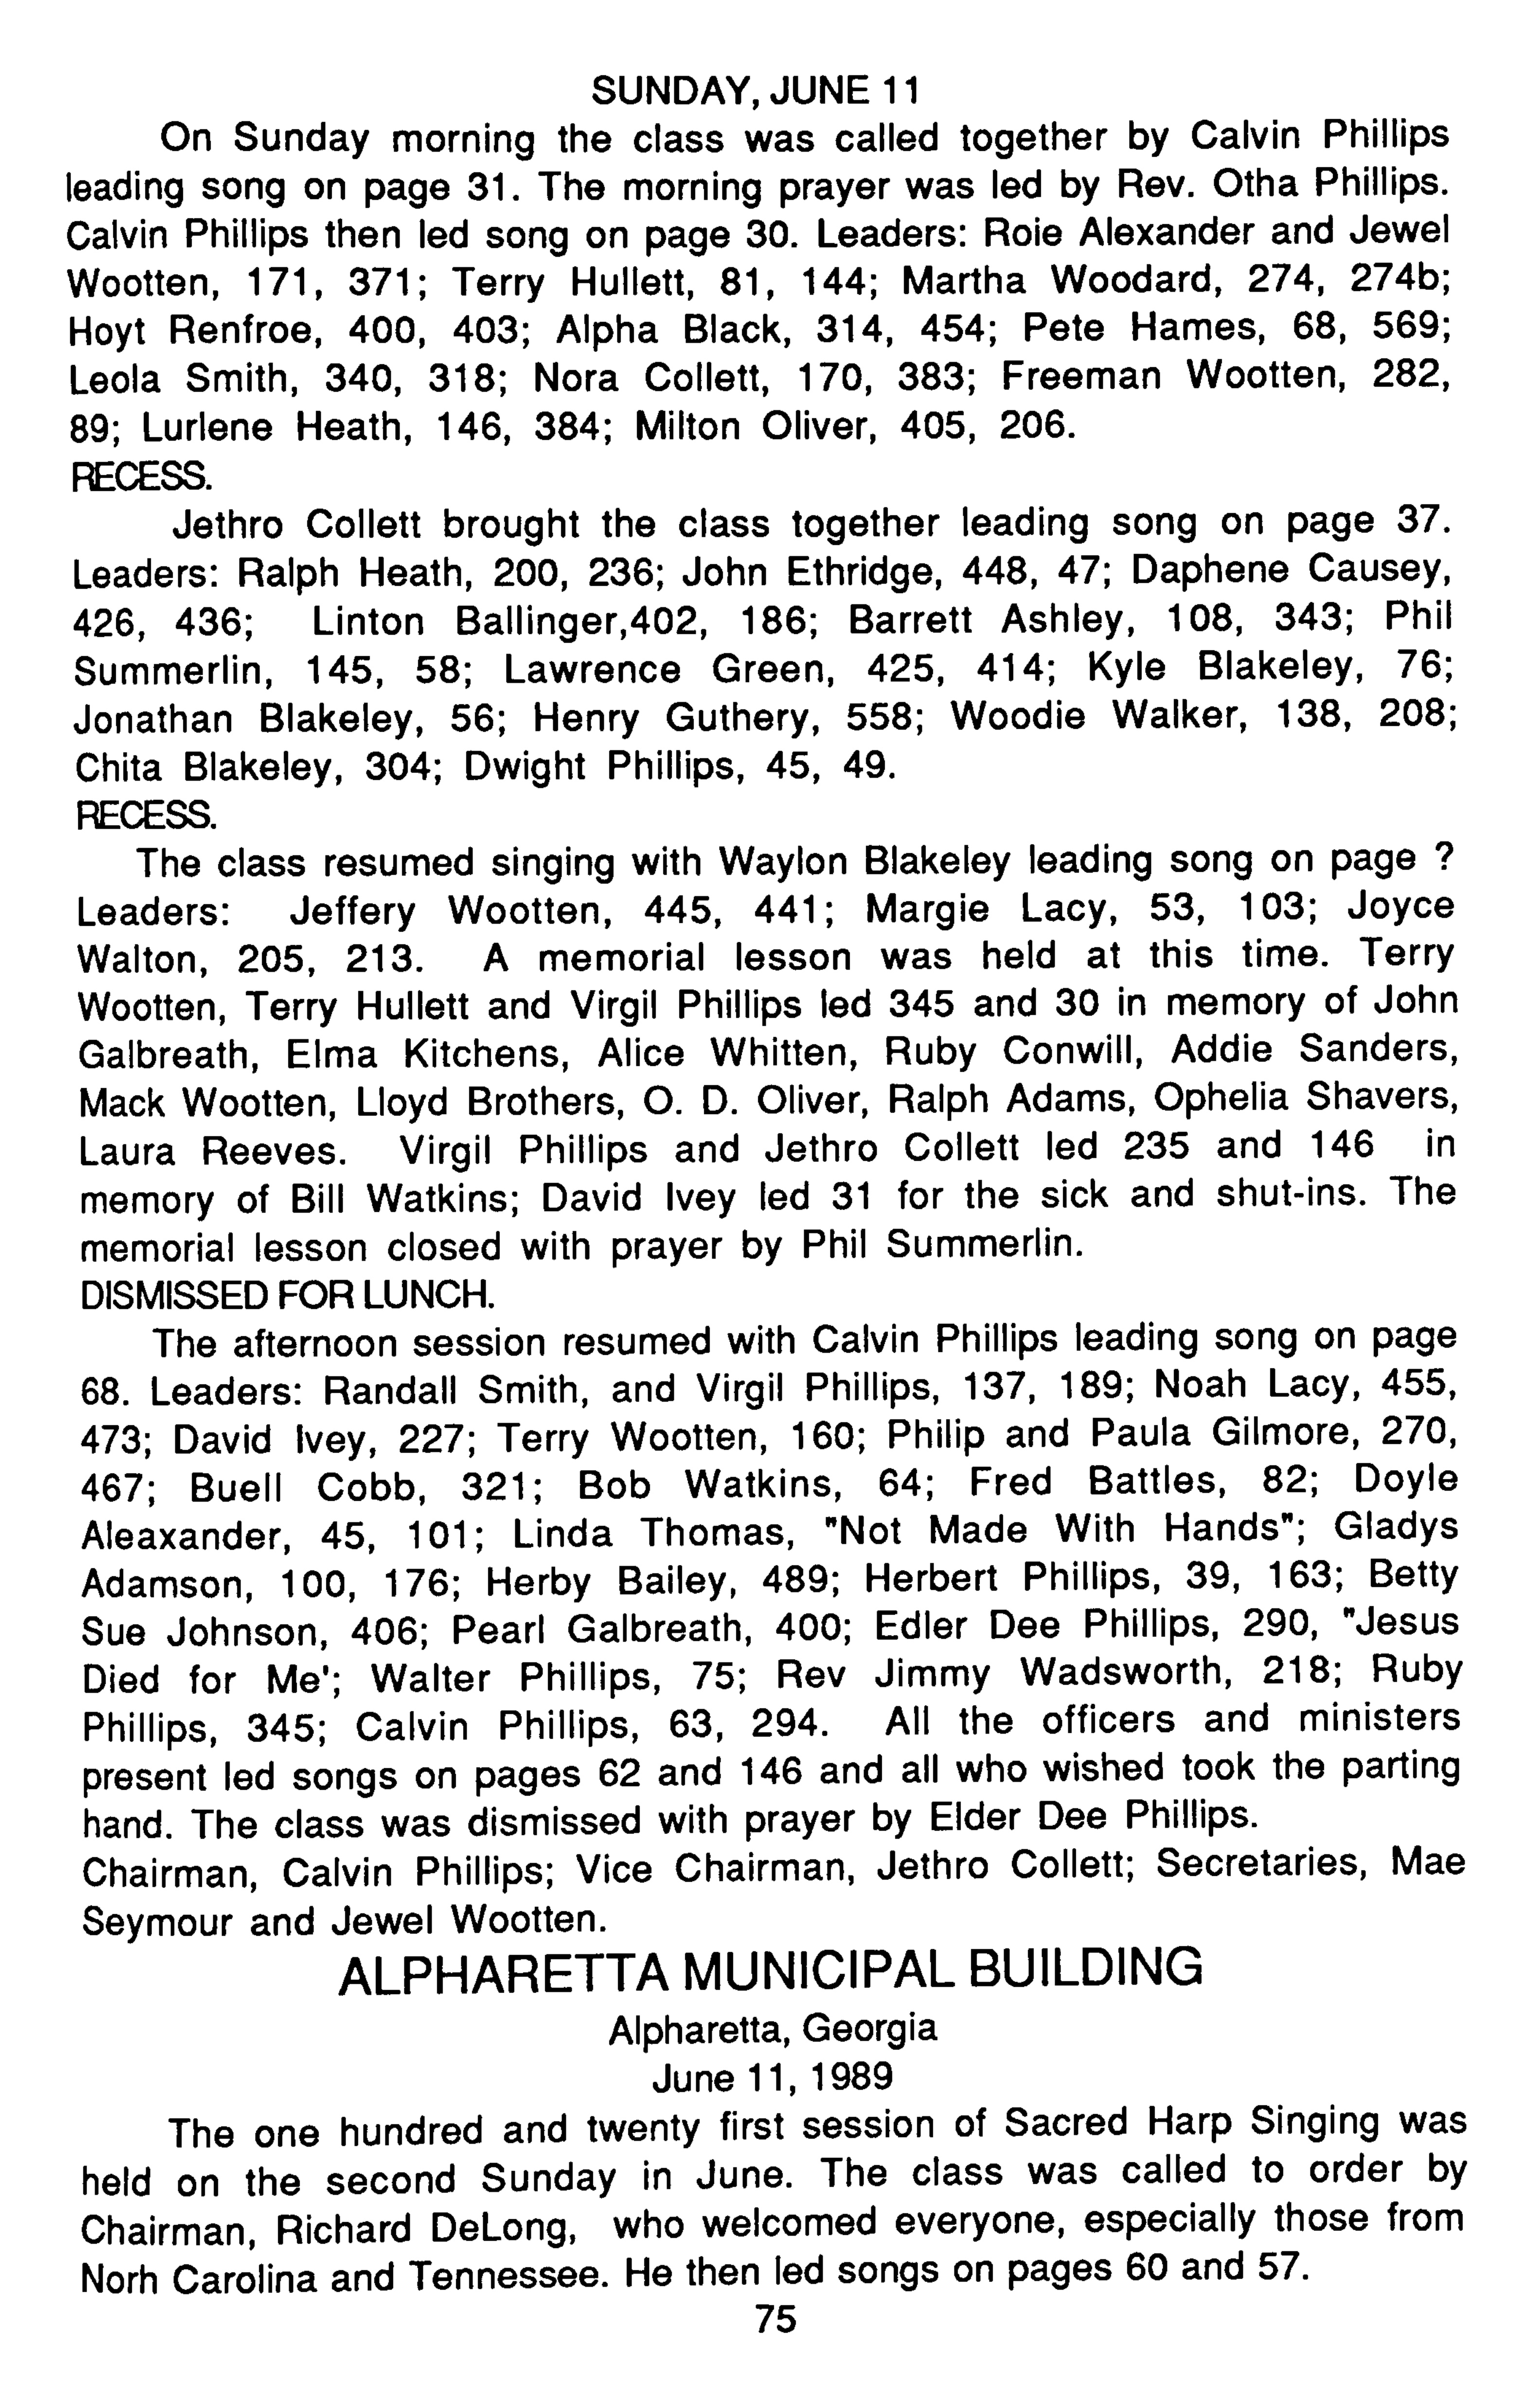 SUNDAY, JUNE 11
On Sunday morning the class was called together by Calvin Phillips
leading song on page 31. The morning prayer was led by Rev. Otha Phillips.
Calvin Phillips then led song on page 30. Leaders: Roie Alexander and Jewel
Wootten, 171, 371; Terry Hullett, 81, 144; Martha Woodard, 274, 274b;
Hoyt Renfroe, 400, 403; Alpha Black, 314, 454; Pete Hames, 68, 569;
Leola Smith, 340, 318; Nora Collett, 170, 383; Freeman Wootten, 282,
89; Lurlene Heath, 146, 384; Milton Oliver, 405, 206.
RECESS.
Jethro Collett brought the class together leading song on page 37.
Leaders: Ralph Heath, 200, 236; John Ethridge, 448, 47; Daphene Causey,
426, 436; Linton Ballinger,402, 186; Barrett Ashley, 108, 343; Phil
Summerlin, 145, 58; Lawrence Green, 425, 414; Kyle Blakeley, 76;
Jonathan Blakeley, 56; Henry Guthery, 558; Woodie Walker, 138, 208;
Chita Blakeley, 304; Dwight Phillips, 45, 49.
RECESS.
The class resumed singing with Waylon Blakeley leading song on page ?
Leaders: Jeffery Wootten, 445, 441; Margie Lacy, 53, 103; Joyce
Walton, 205, 213. A memorial lesson was held at this time. Terry
Wootten, Terry Hullett and Virgil Phillips led 345 and 30 in memory of John
Galbreath, Elma Kitchens, Alice Whitten, Ruby Conwill, Addie Sanders,
Mack Wootten, Lloyd Brothers, O. D. Oliver, Ralph Adams, Ophelia Shavers,
Laura Reeves. Virgil Phillips and Jethro Collett led 235 and 146 in
memory of Bill Watkins; David Ivey led 31 for the sick and shut-ins. The
memorial lesson closed with prayer by Phil Summerlin.
DISMISSED FOR LUNCH.
The afternoon session resumed with Calvin Phillips leading song on page
68. Leaders: Randall Smith, and Virgil Phillips, 137, 189; Noah Lacy, 455,
473; David Ivey, 227; Terry Wootten, 160; Philip and Paula Gilmore, 270,
467; Buell Cobb, 321; Bob Watkins, 64; Fred Battles, 82; Doyle
Aleaxander, 45, 101; Linda Thomas, "Not Made With Hands"; Gladys
Adamson, 100, 176; Herby Bailey, 489; Herbert Phillips, 39, 163; Betty
Sue Johnson, 406; Pearl Galbreath, 400; Edler Dee Phillips, 290, "Jesus
Died for Me'; Walter Phillips, 75; Rev Jimmy Wadsworth, 218; Ruby
Phillips, 345; Calvin Phillips, 63, 294. All the officers and ministers
present led songs on pages 62 and 146 and all who wished took the parting
hand. The class was dismissed with prayer by Elder Dee Phillips.
Chairman, Calvin Phillips; Vice Chairman, Jethro Collett; Secretaries, Mae
Seymour and Jewel Wootten.
ALPHARETTA MUNICIPAL BUILDING
Alpharetta, Georgia
June 11, 1989
The one hundred and twenty first session of Sacred Harp Singing was
held on the second Sunday in June. The class was called to order by
Chairman, Richard DeLong, who welcomed everyone, especially those from
Norh Carolina and Tennessee. He then led songs on pages 60 and 57.
75